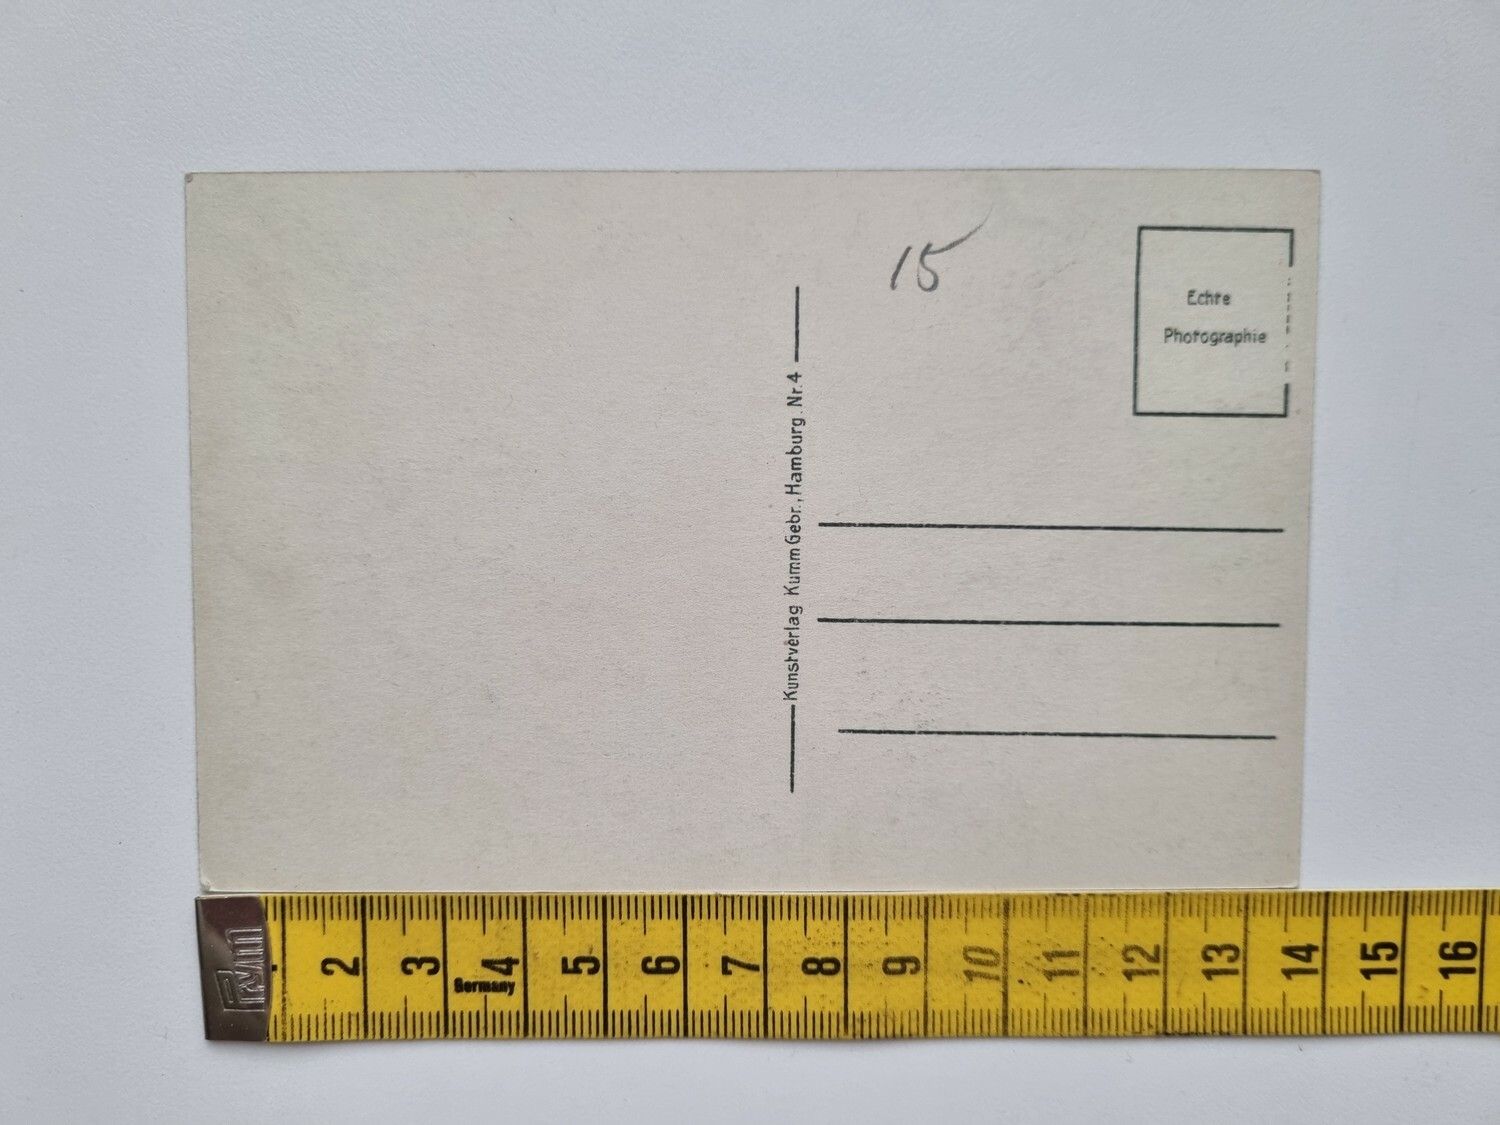 15
Echte
Photographie
Kunstverlag Kumm Gebr., Hamburg. Nr. 4
2 3 4 5 6 7 8 9 10 11 12 13 14 15 16
Germany